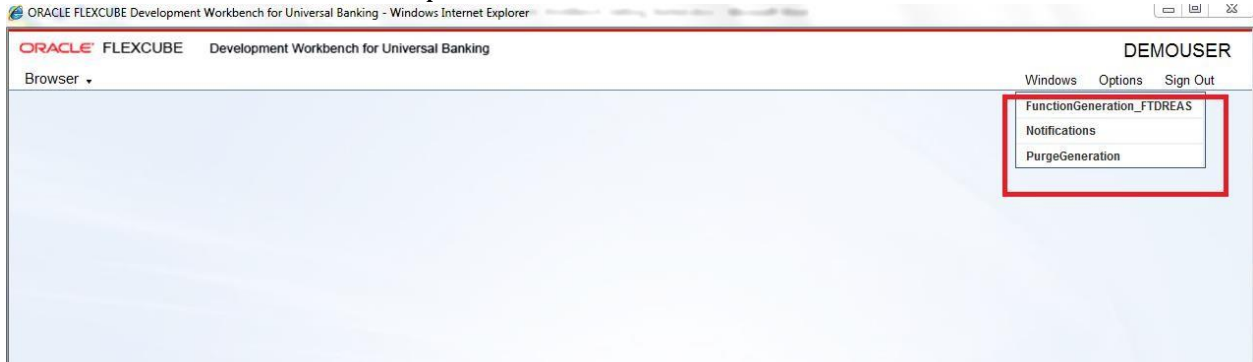 ORACLE FLEXCUBE Development Workbench for Universal Banking - Windows Internet Explorer
ORACLE FLEXCUBE Development Workbench for Universal Banking DEMOUSER
Browser Windows Options Sign Out
FunctionGeneration_FTDREAS
Notifications
PurgeGeneration